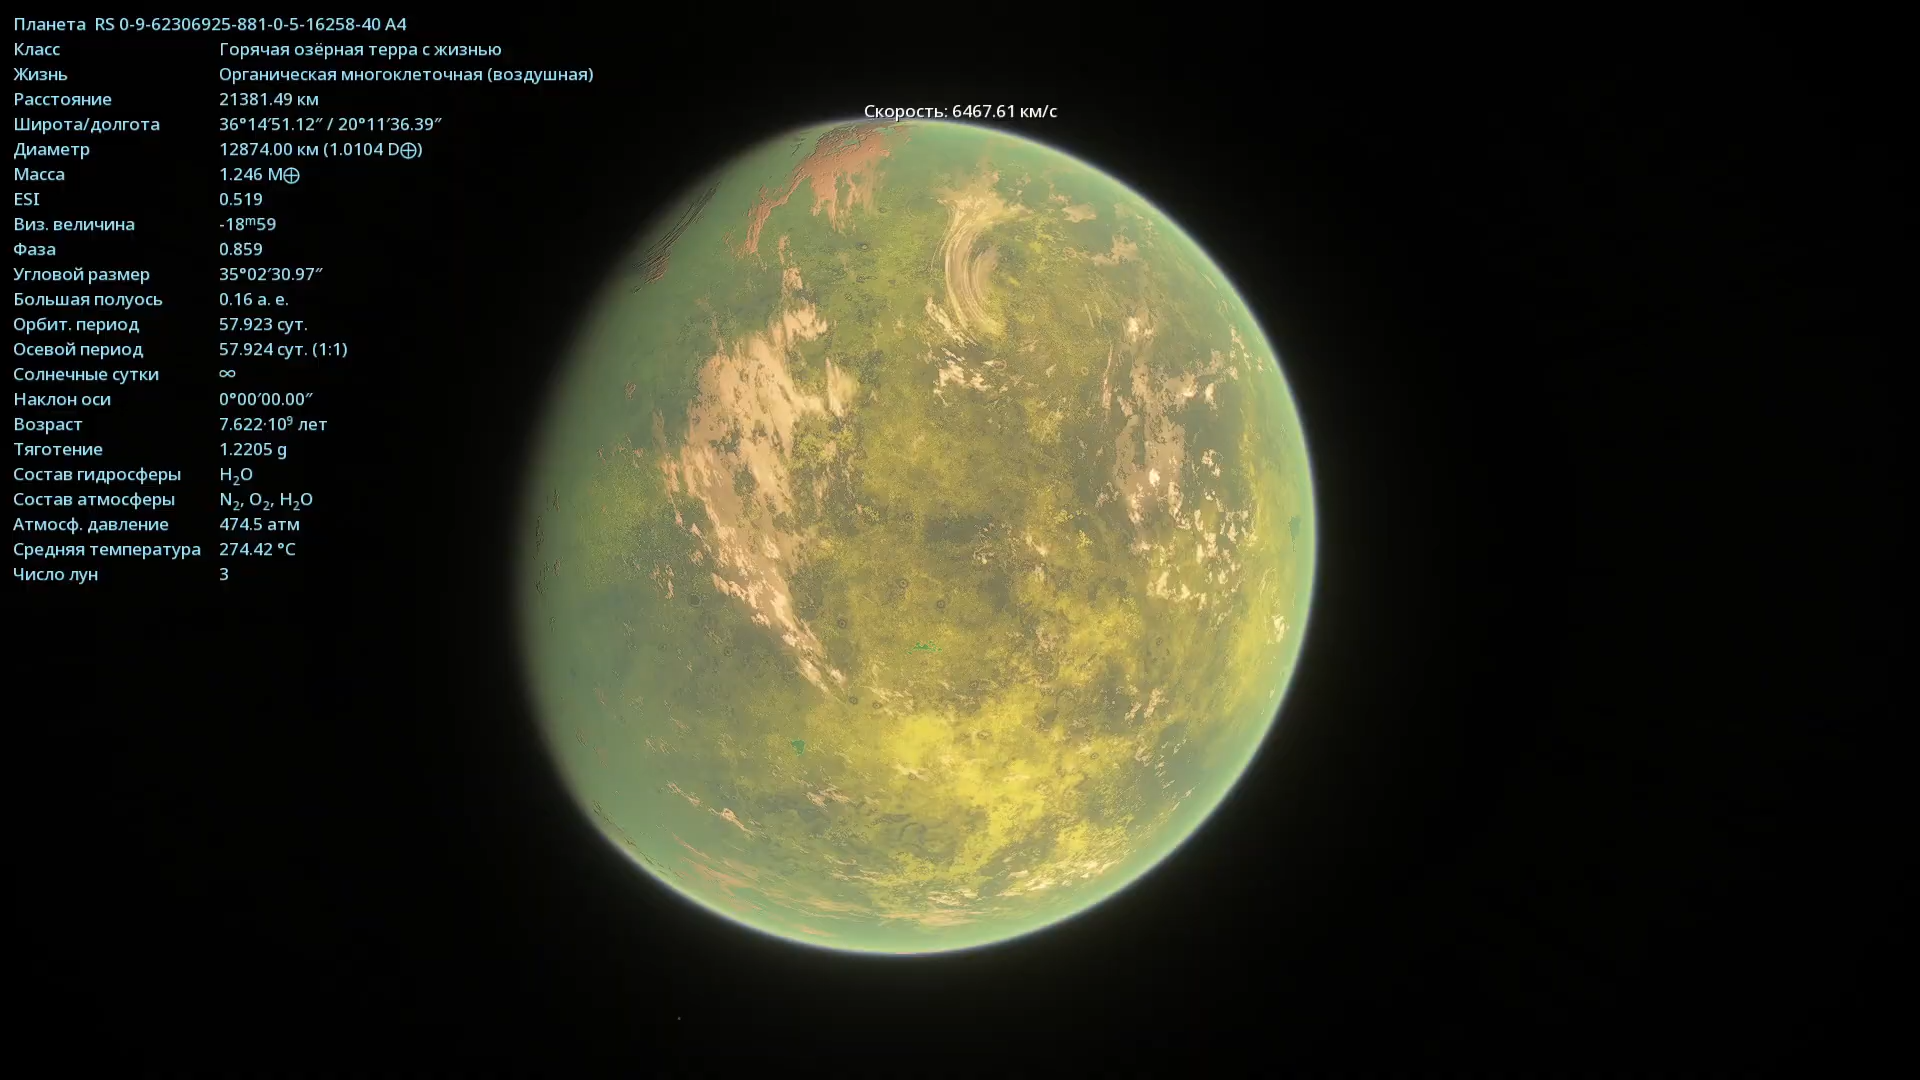 Планета RS 0-9-62306925-881-0-5-16258-40 A4
Класс Горячая озёрная терра с жизнью
Жизнь Органическая многоклеточная (воздушная)
Расстояние 21381.49 км
Скорость: 6467.61 км/с
Широта/долгота 36°14′51.12″ / 20°11′36.39″
Диаметр 12874.00 км (1.0104 D⊕)
Масса 1.246 M⊕
ESI 0.519
Виз. величина -18ᵐ59
Фаза 0.859
Угловой размер 35°02′30.97″
Большая полуось 0.16 а. е.
Орбит. период 57.923 сут.
Осевой период 57.924 сут. (1:1)
Солнечные сутки ∞
Наклон оси 0°00′00.00″
Возраст 7.622·10⁹ лет
Тяготение 1.2205 g
Состав гидросферы H₂O
Состав атмосферы N₂, O₂, H₂O
Атмосф. давление 474.5 атм
Средняя температура 274.42 °C
Число лун 3